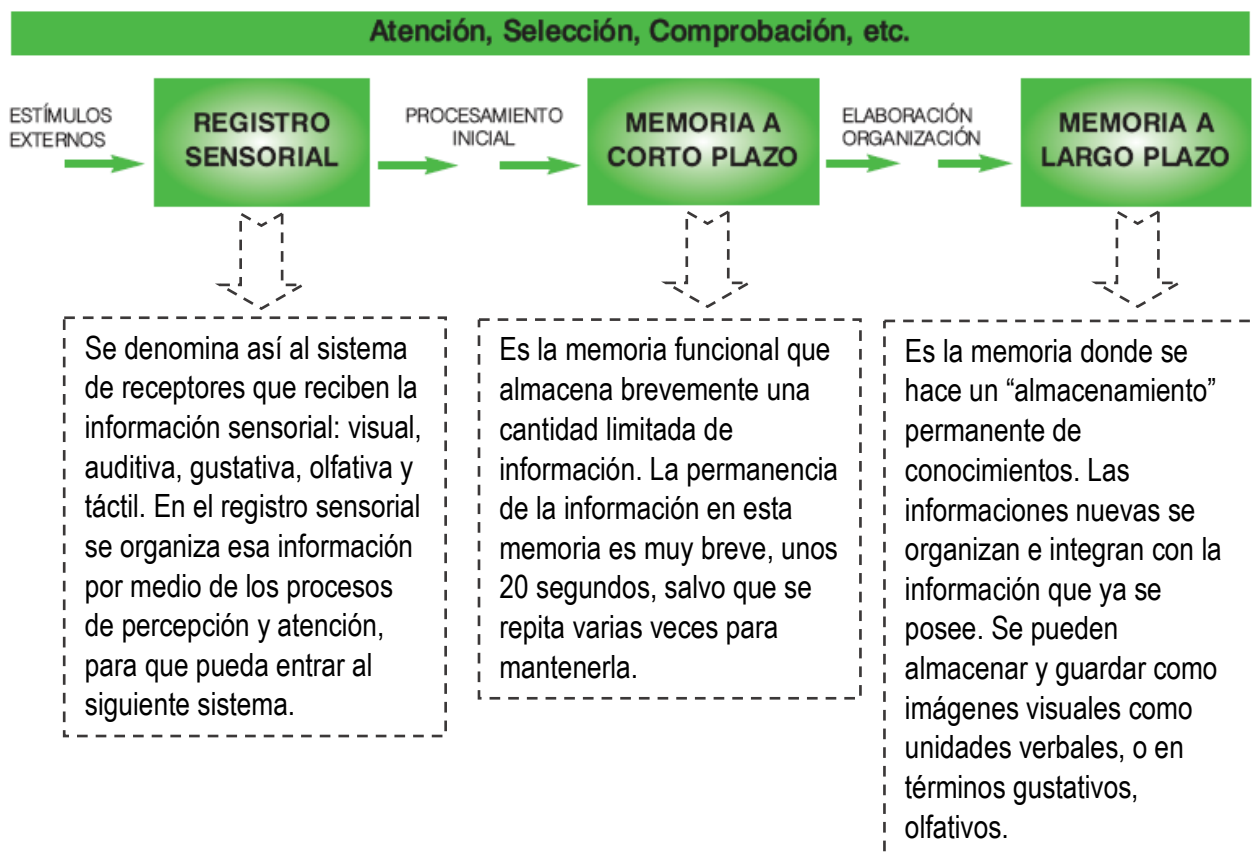 Atención, Selección, Comprobación, etc.
ESTÍMULOS
EXTERNOS
REGISTRO
SENSORIAL
PROCESAMIENTO
INICIAL
MEMORIA A
CORTO PLAZO
ELABORACIÓN
ORGANIZACIÓN
MEMORIA A
LARGO PLAZO
Se denomina así al sistema
de receptores que reciben la
información sensorial: visual,
auditiva, gustativa, olfativa y
táctil. En el registro sensorial
se organiza esa información
por medio de los procesos
de percepción y atención,
para que pueda entrar al
siguiente sistema.
Es la memoria funcional que
almacena brevemente una
cantidad limitada de
información. La permanencia
de la información en esta
memoria es muy breve, unos
20 segundos, salvo que se
repita varias veces para
mantenerla.
Es la memoria donde se
hace un “almacenamiento”
permanente de
conocimientos. Las
informaciones nuevas se
organizan e integran con la
información que ya se
posee. Se pueden
almacenar y guardar como
imágenes visuales como
unidades verbales, o en
términos gustativos,
olfativos.